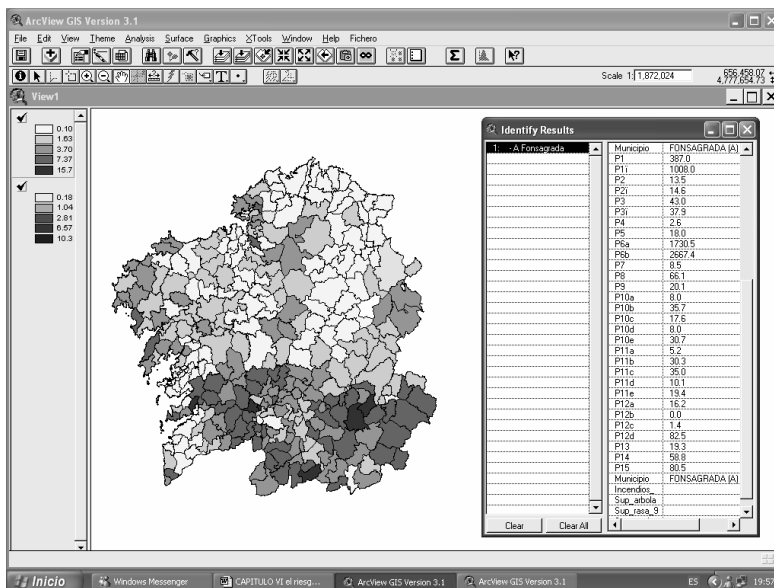 ArcView GIS Version 3.1
File Edit View Theme Analysis Surface Graphics XTools Window Help Fichero
Scale 1: 1,872,024
656,458.07
4,777,654.73
View1
0.10
1.63
3.70
7.37
15.7
0.18
1.04
2.81
6.57
10.3
Identify Results
1: - A Fonsagrada
Municipio FONSAGRADA (A)
P1 387.0
P1ï 1008.0
P2 13.5
P2ï 14.6
P3 43.0
P3ï 37.9
P4 2.6
P5 18.0
P6a 1730.5
P6b 2667.4
P7 8.5
P8 66.1
P9 20.1
P10a 8.0
P10b 35.7
P10c 17.6
P10d 8.0
P10e 30.7
P11a 5.2
P11b 30.3
P11c 35.0
P11d 10.1
P11e 19.4
P12a 16.2
P12b 0.0
P12c 1.4
P12d 82.5
P13 19.3
P14 58.8
P15 80.5
Municipio FONSAGRADA (A)
Incendios_
Sup_arbola
Sup_rasa_9
Clear Clear All
Inicio Windows Messenger CAPITULO VI el riesg... ArcView GIS Version 3.1 ArcView GIS Version 3.1 ES 19:57